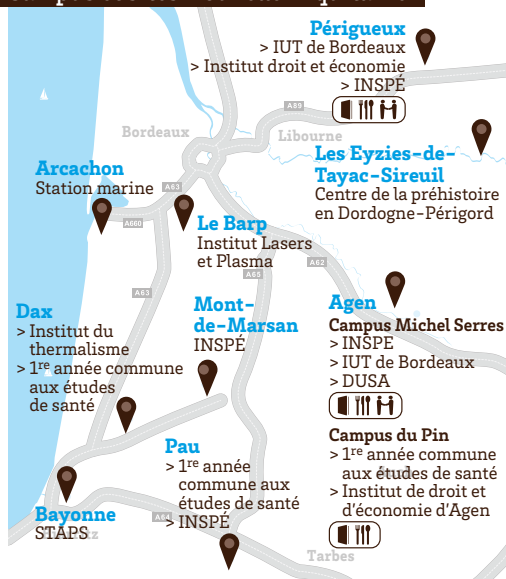 Périgueux
> IUT de Bordeaux
> Institut droit et économie
> INSPÉ
A89
Bordeaux
Libourne
Les Eyzies-de-
Tayac-Sireuil
Centre de la préhistoire
en Dordogne-Périgord
Arcachon
Station marine
A63
A660
Le Barp
Institut Lasers
et Plasma
A62
A65
A63
Dax
> Institut du
thermalisme
> 1re année commune
aux études
de santé
Mont-
de-Marsan
INSPÉ
Agen
Campus Michel Serres
> INSPE
> IUT de Bordeaux
> DUSA
Campus du Pin
> 1re année commune
aux études de santé
> Institut de droit et
d'économie d'Agen
Pau
> 1re année
commune aux
études de santé
> INSPÉ
A64
Bayonne
STAPS
Tarbes